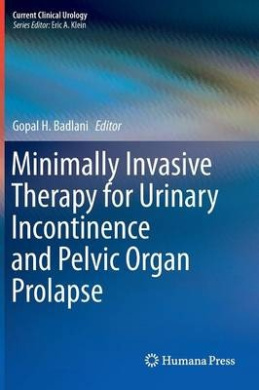 Current Clinical Urology
Series Editor: Eric A. Klein
Gopal H. Badlani Editor
Minimally Invasive
Therapy for Urinary
Incontinence
and Pelvic Organ
Prolapse
Humana Press